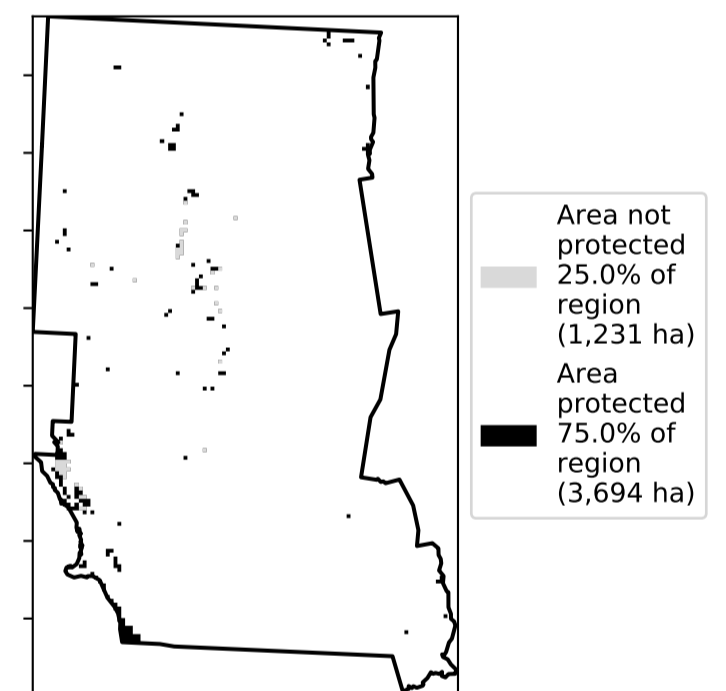 Area not
protected
25.0% of
region
(1,231 ha)
Area
protected
75.0% of
region
(3,694 ha)